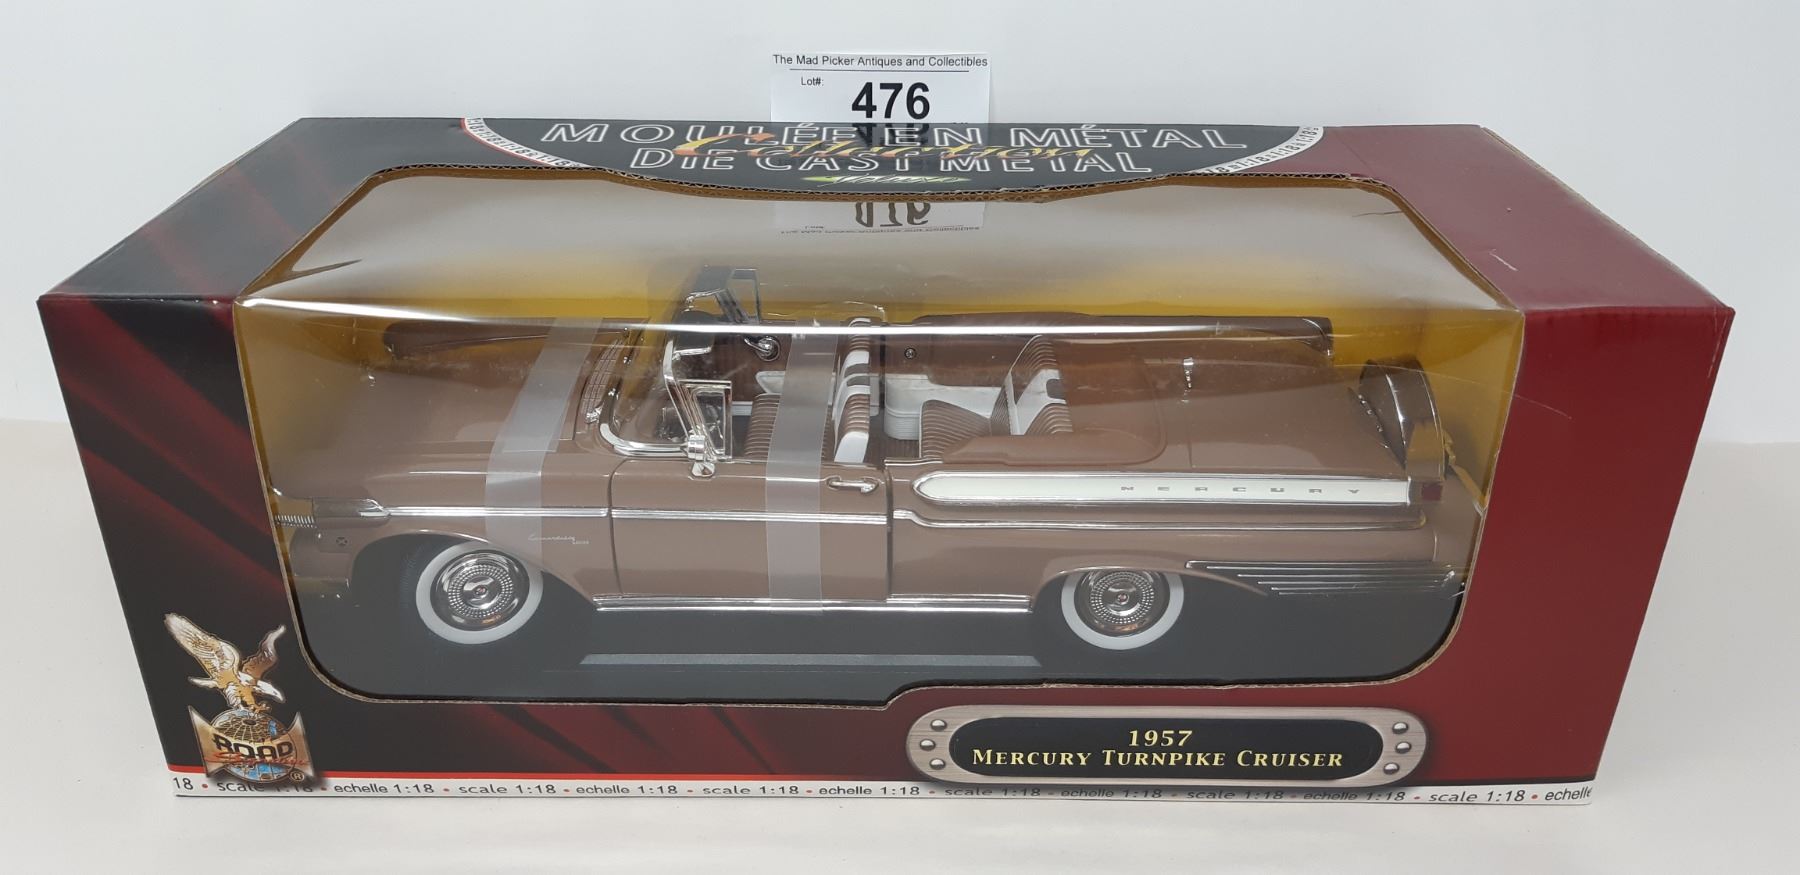 The Mad Picker Antiques and Collectibles
Lot#:
476
MOULÉE EN MÉTAL
Collection
DIE CAST METAL
MERCURY
ROAD
Signature
®
1957
MERCURY TURNPIKE CRUISER
18 • scale 1:18 • echelle 1:18 • scale 1:18 • echelle 1:18 • scale 1:18 • echelle 1:18 • scale 1:18 • echelle 1:18 • scale 1:18 • echelle 1:18 • scale 1:18 • echelle